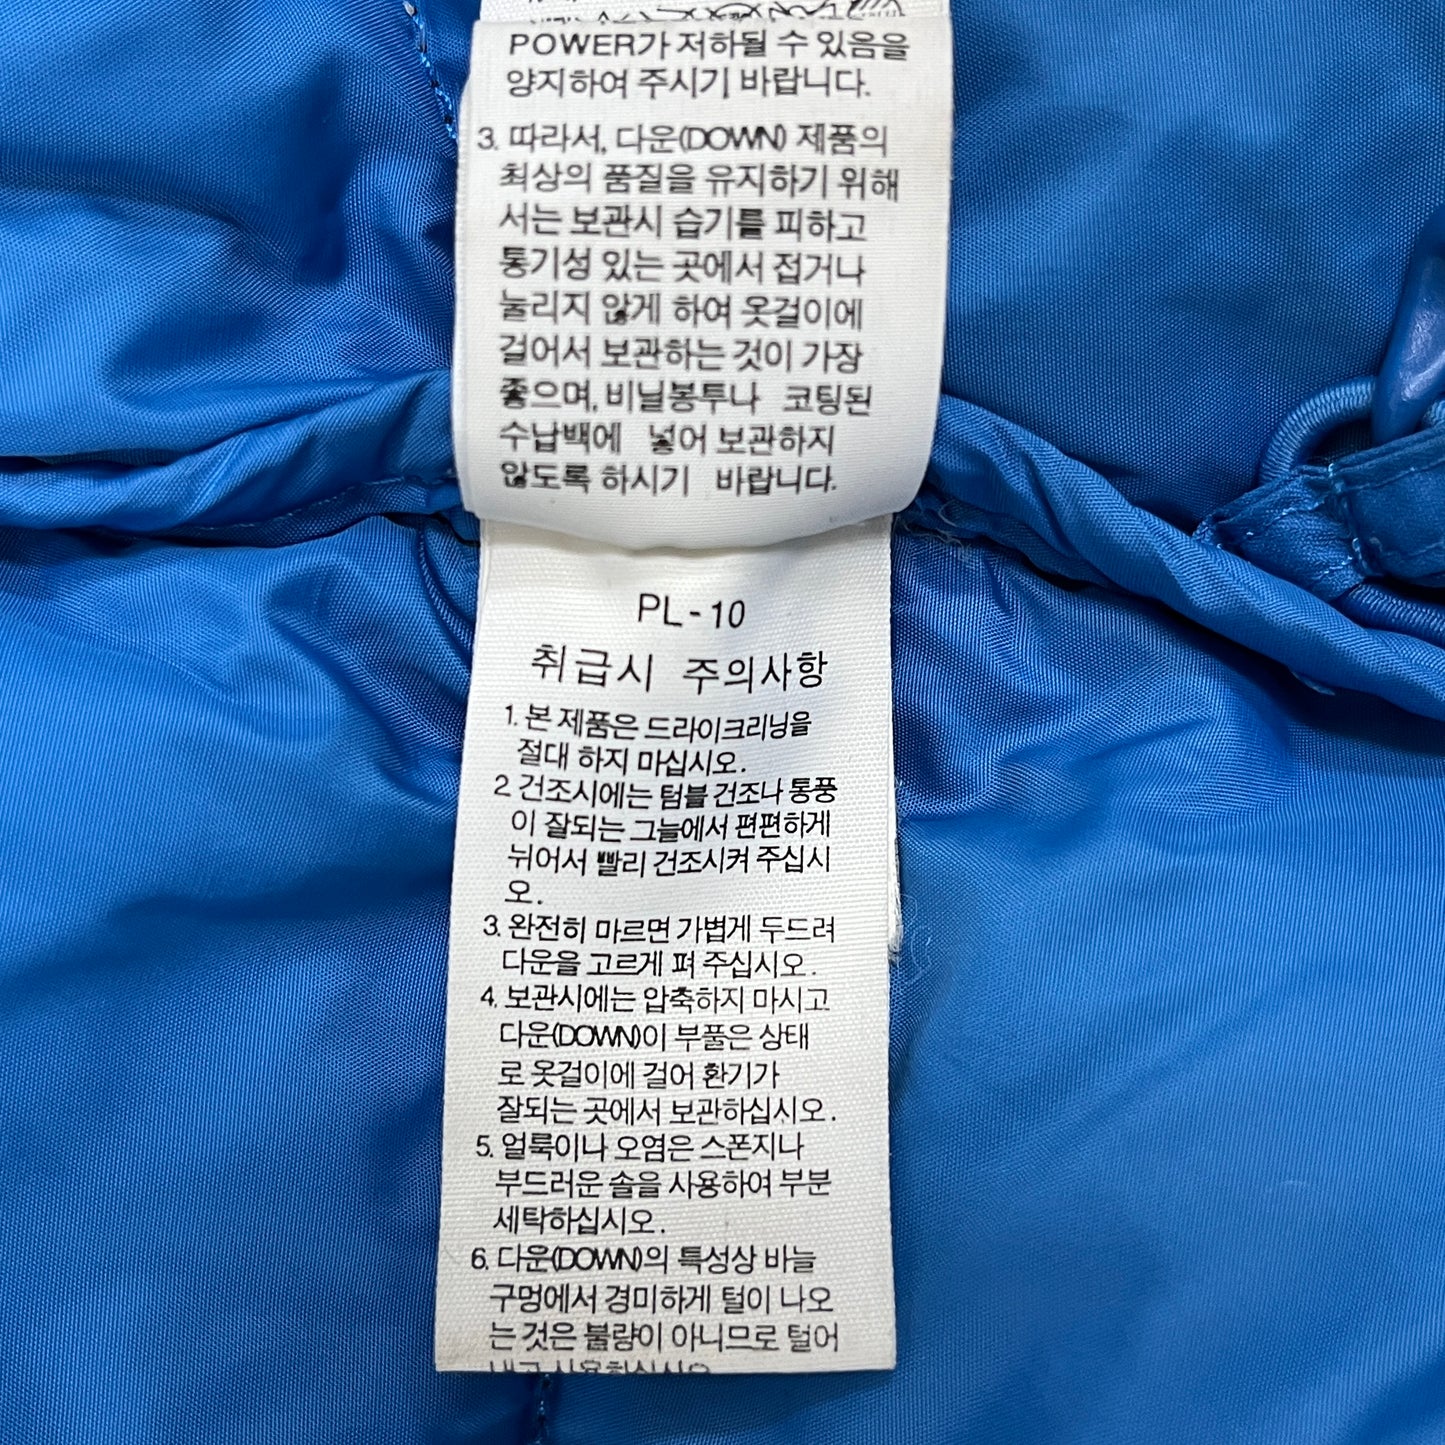 POWER가 저하될 수 있음을
양지하여 주시기 바랍니다.
3. 따라서, 다운(DOWN) 제품의
최상의 품질을 유지하기 위해
서는 보관시 습기를 피하고
통기성 있는 곳에서 접거나
눌리지 않게 하여 옷걸이에
걸어서 보관하는 것이 가장
좋으며, 비닐봉투나 코팅된
수납백에 넣어 보관하지
않도록 하시기 바랍니다.
PL-10
취급시 주의사항
1. 본 제품은 드라이크리닝을
절대 하지 마십시오.
2. 건조시에는 텀블 건조나 통풍
이 잘되는 그늘에서 편편하게
뉘어서 빨리 건조시켜 주십시
오.
3. 완전히 마르면 가볍게 두드려
다운을 고르게 펴 주십시오.
4. 보관시에는 압축하지 마시고
다운(DOWN)이 부풀은 상태
로 옷걸이에 걸어 환기가
잘되는 곳에서 보관하십시오.
5. 얼룩이나 오염은 스폰지나
부드러운 솔을 사용하여 부분
세탁하십시오.
6. 다운(DOWN)의 특성상 바늘
구멍에서 경미하게 털이 나오
는 것은 불량이 아니므로 털어
내고 사용하십시오